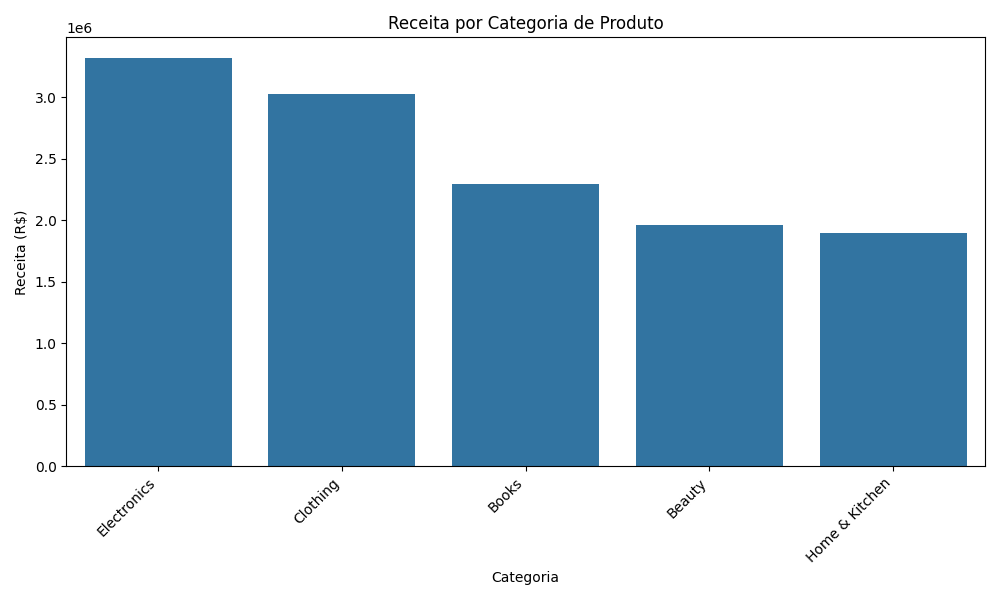 Receita por Categoria de Produto
1e6
3.0
2.5
2.0
1.5
1.0
0.5
0.0
Receita (R$)
Electronics
Clothing
Books
Beauty
Home & Kitchen
Categoria